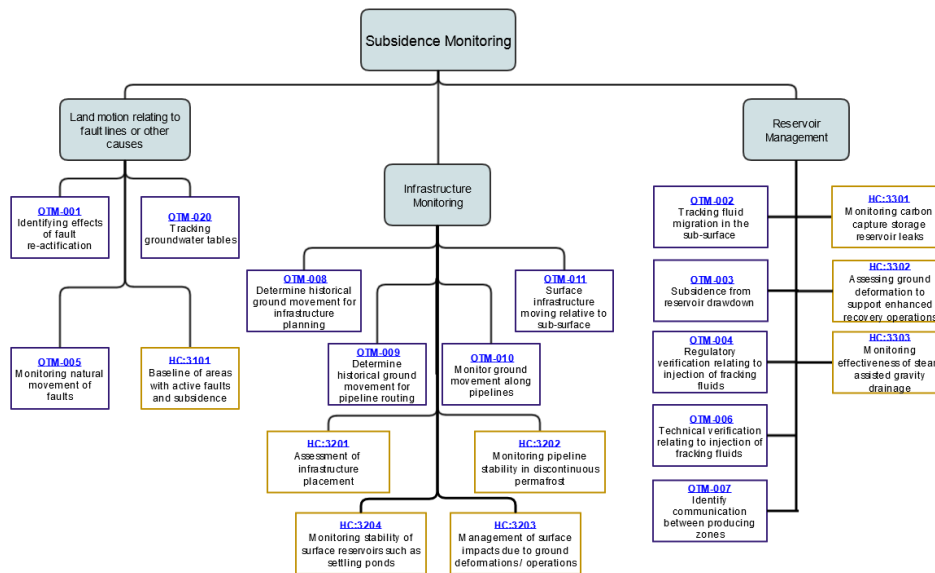 Subsidence Monitoring
Land motion relating to
fault lines or other
causes
Reservoir
Management
Infrastructure
Monitoring
OTM-001
Identifying effects
of fault
re-actification
OTM-020
Tracking
groundwater tables
OTM-005
Monitoring natural
movement of
faults
HC:3101
Baseline of areas
with active faults
and subsidence
OTM-008
Determine historical
ground movement for
infrastructure
planning
OTM-011
Surface
infrastructure
moving relative to
sub-surface
OTM-009
Determine
historical ground
movement for
pipeline routing
OTM-010
Monitor ground
movement along
pipelines
HC:3201
Assessment of
infrastructure
placement
HC:3202
Monitoring pipeline
stability in discontinuous
permafrost
HC:3204
Monitoring stability of
surface reservoirs such as
settling ponds
HC:3203
Management of surface
impacts due to ground
deformations/ operations
OTM-002
Tracking fluid
migration in the
sub-surface
HC:3301
Monitoring carbon
capture storage
reservoir leaks
OTM-003
Subsidence from
reservoir drawdown
HC:3302
Assessing ground
deformation to
support enhanced
recovery operations
OTM-004
Regulatory
verification relating to
injection of fracking
fluids
HC:3303
Monitoring
effectiveness of steam
assisted gravity
drainage
OTM-006
Technical verification
relating to injection of
fracking fluids
OTM-007
Identify
communication
between producing
zones